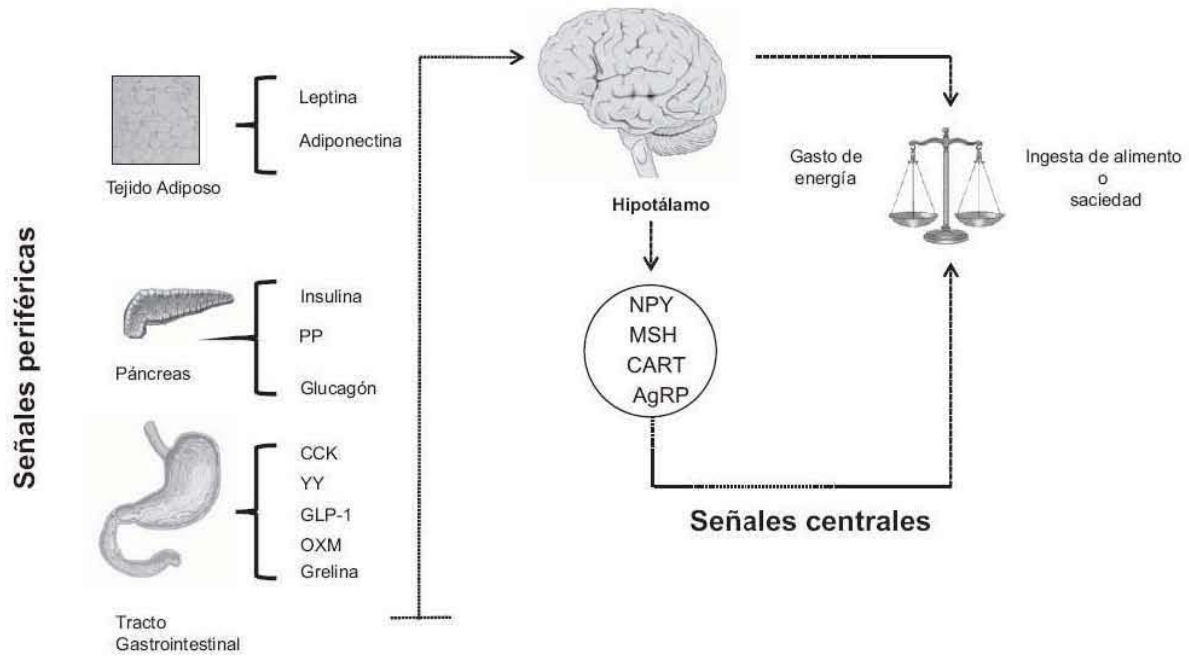 Señales periféricas
Leptina
Adiponectina
Tejido Adiposo
Insulina
PP
Glucagón
Páncreas
CCK
YY
GLP-1
OXM
Grelina
Tracto
Gastrointestinal
Hipotálamo
NPY
MSH
CART
AgRP
Señales centrales
Gasto de
energía
Ingesta de alimento
o
saciedad